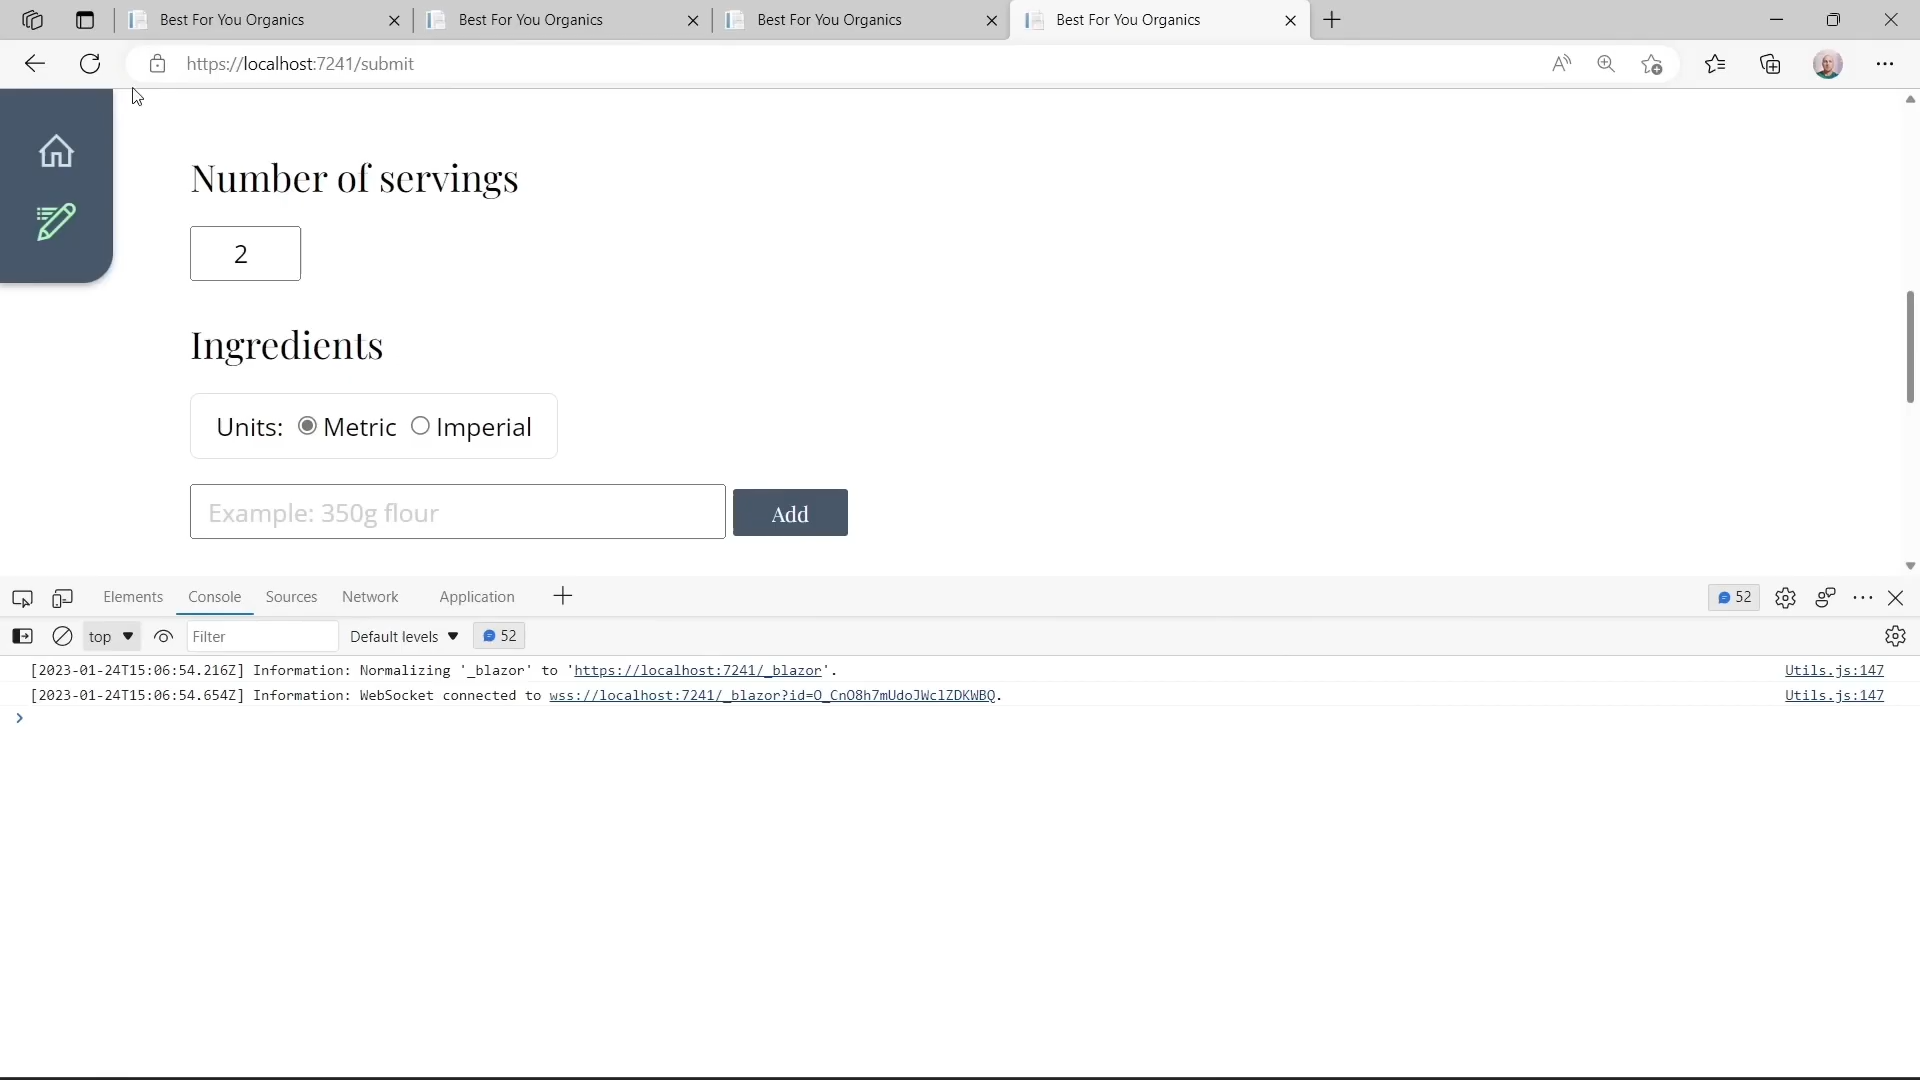 Best For You Organics
Best For You Organics
Best For You Organics
Best For You Organics
https://localhost:7241/submit
Number of servings
2
Ingredients
Units: Metric Imperial
Example: 350g flour
Add
Elements Console Sources Network Application 52
top Filter Default levels 52
[2023-01-24T15:06:54.216Z] Information: Normalizing '_blazor' to 'https://localhost:7241/_blazor'. Utils.js:147
[2023-01-24T15:06:54.654Z] Information: WebSocket connected to wss://localhost:7241/_blazor?id=O_CnO8h7mUdoJWclZDKWBQ. Utils.js:147